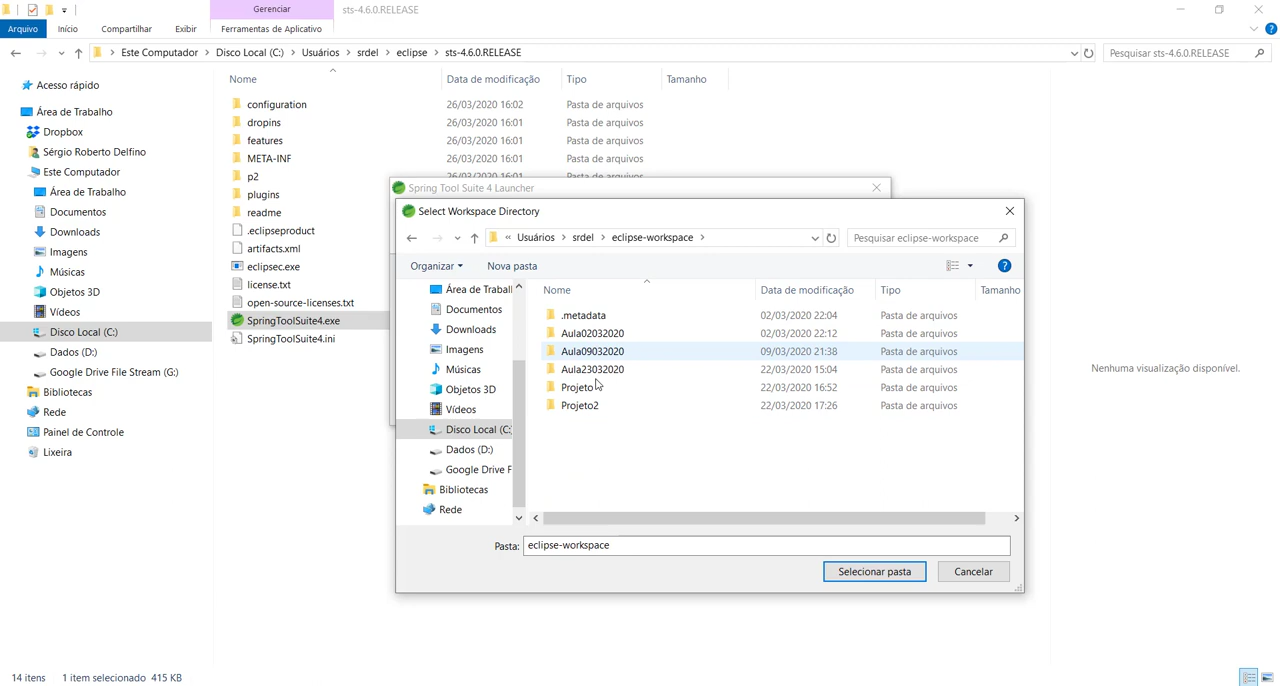 Gerenciar
sts-4.6.0.RELEASE
Arquivo
Início
Compartilhar
Exibir
Ferramentas de Aplicativo
Este Computador
Disco Local (C:)
Usuários
srdel
eclipse
sts-4.6.0.RELEASE
Pesquisar sts-4.6.0.RELEASE
Acesso rápido
Área de Trabalho
Dropbox
Sérgio Roberto Delfino
Este Computador
Área de Trabalho
Documentos
Downloads
Imagens
Músicas
Objetos 3D
Vídeos
Disco Local (C:)
Dados (D:)
Google Drive File Stream (G:)
Bibliotecas
Rede
Painel de Controle
Lixeira
Nome Data de modificação Tipo Tamanho
configuration 26/03/2020 16:02 Pasta de arquivos
dropins 26/03/2020 16:01 Pasta de arquivos
features 26/03/2020 16:01 Pasta de arquivos
META-INF 26/03/2020 16:01 Pasta de arquivos
p2 26/03/2020 16:01 Pasta de arquivos
plugins
readme
.eclipseproduct
artifacts.xml
eclipsec.exe
license.txt
open-source-licenses.txt
SpringToolSuite4.exe
SpringToolSuite4.ini
Spring Tool Suite 4 Launcher
Select Workspace Directory
« Usuários
srdel
eclipse-workspace
Pesquisar eclipse-workspace
Organizar
Nova pasta
Área de Traball
Documentos
Downloads
Imagens
Músicas
Objetos 3D
Vídeos
Disco Local (C:
Dados (D:)
Google Drive F
Bibliotecas
Rede
Nome Data de modificação Tipo Tamanho
.metadata 02/03/2020 22:04 Pasta de arquivos
Aula02032020 02/03/2020 22:12 Pasta de arquivos
Aula09032020 09/03/2020 21:38 Pasta de arquivos
Aula23032020 22/03/2020 15:04 Pasta de arquivos
Projeto 22/03/2020 16:52 Pasta de arquivos
Projeto2 22/03/2020 17:26 Pasta de arquivos
Pasta: eclipse-workspace
Selecionar pasta
Cancelar
Nenhuma visualização disponível.
14 itens 1 item selecionado 415 KB